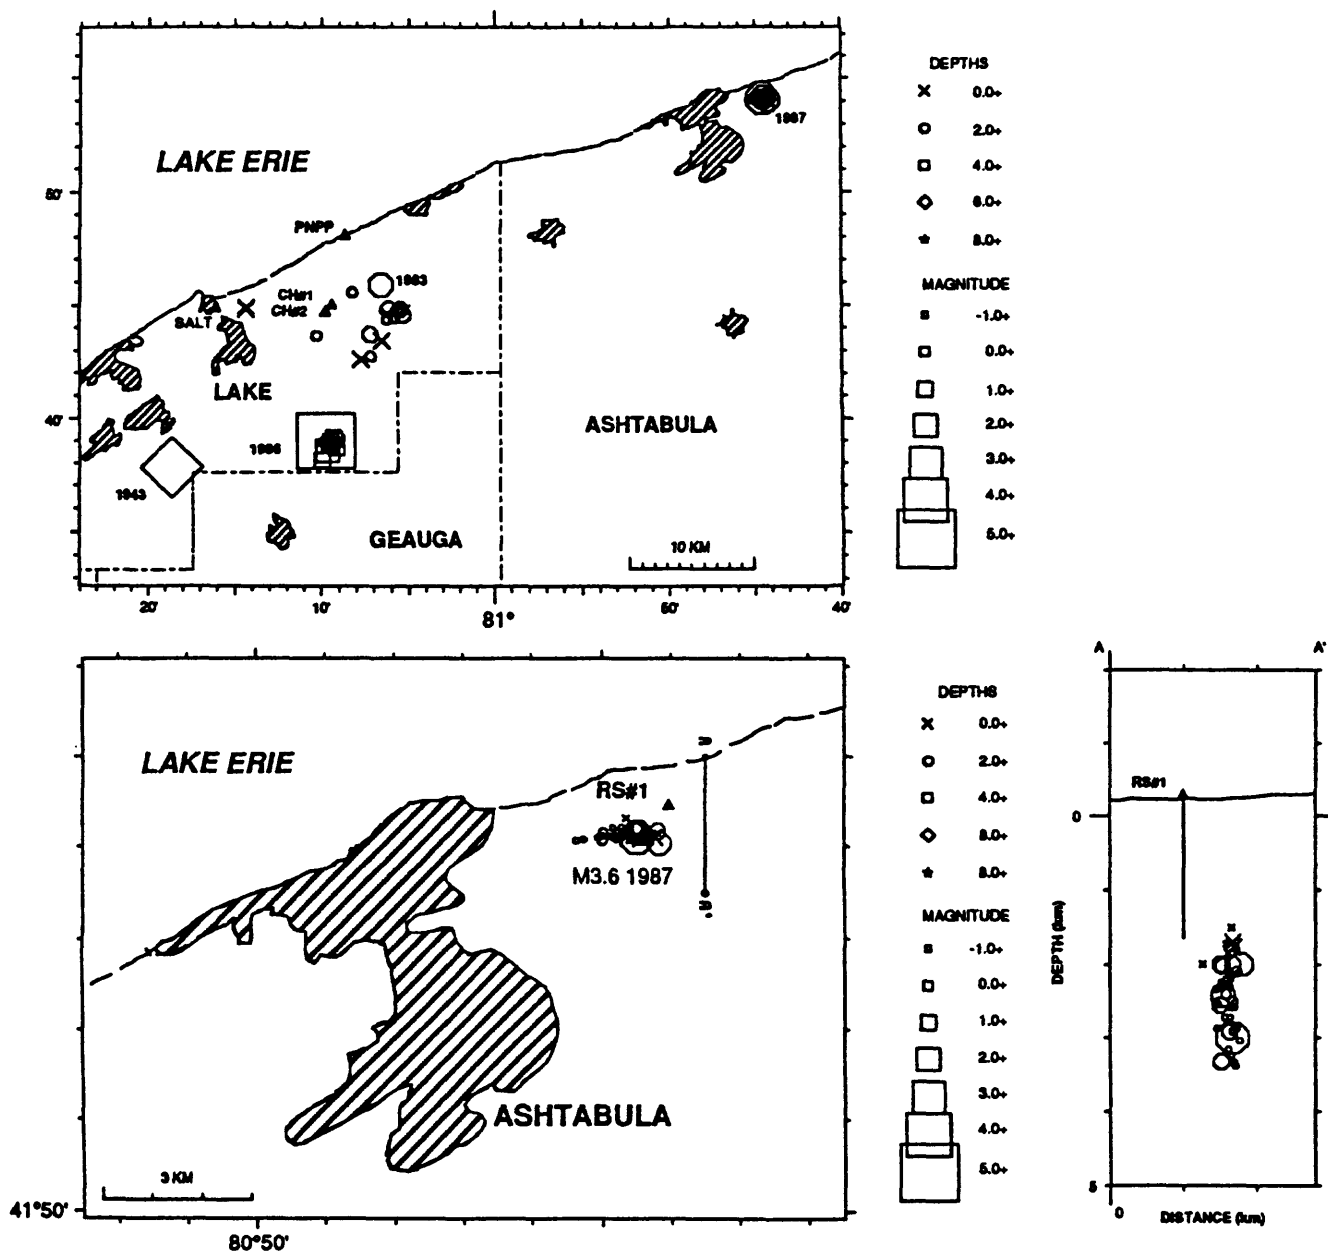 DEPTHS
0.0+
2.0+
4.0+
6.0+
8.0+
MAGNITUDE
-1.0+
0.0+
1.0+
2.0+
3.0+
4.0+
5.0+
LAKE ERIE
1987
50'
PNPP
1983
CH#1
CH#2
SALT
LAKE
40'
ASHTABULA
1986
1943
GEAUGA
10 KM
20'
10'
81°
50'
40'
LAKE ERIE
RS#1
M3.6 1987
ASHTABULA
3 KM
41°50'
80°50'
DEPTHS
0.0+
2.0+
4.0+
6.0+
8.0+
MAGNITUDE
-1.0+
0.0+
1.0+
2.0+
3.0+
4.0+
5.0+
A
A'
RS#1
0
DEPTH (km)
5
0
DISTANCE (km)